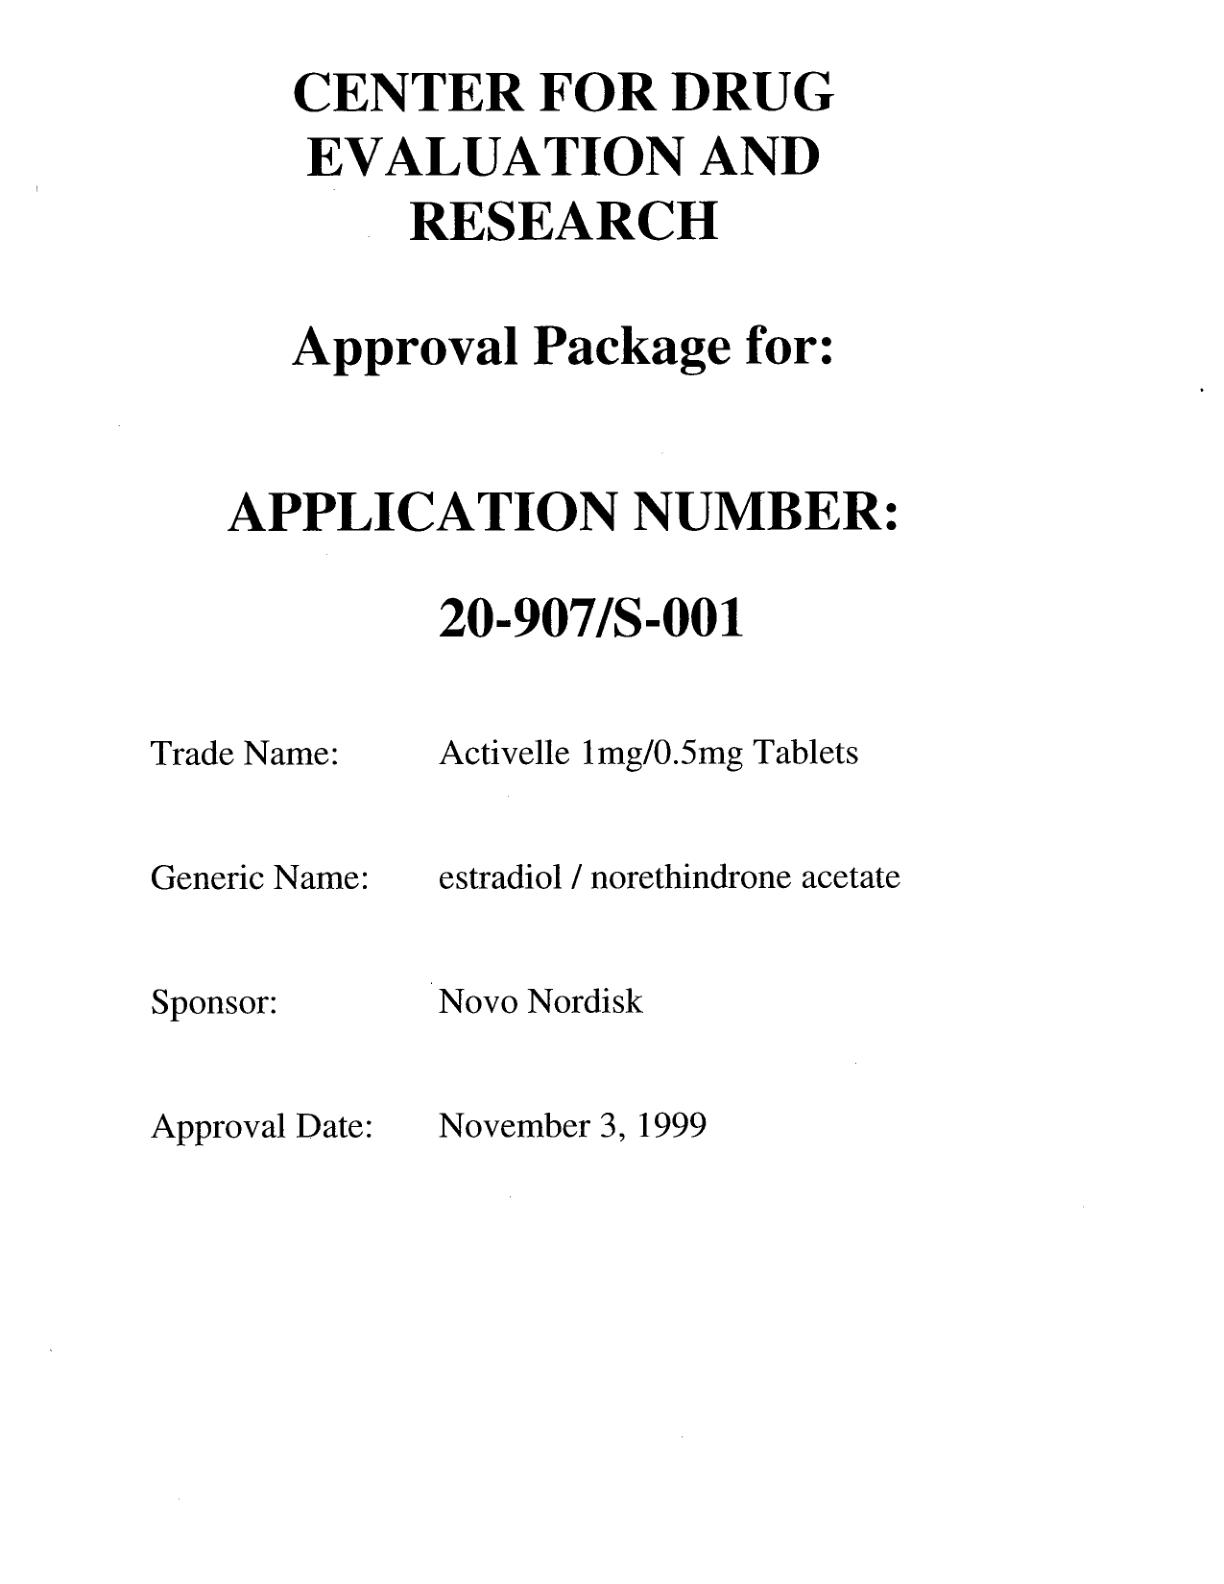 CENTER FOR DRUG
EVALUATION AND
RESEARCH
Approval Package for:
APPLICATION NUMBER:
20-907/S-001
Trade Name: Activelle 1mg/0.5mg Tablets
Generic Name: estradiol / norethindrone acetate
Sponsor: Novo Nordisk
Approval Date: November 3, 1999